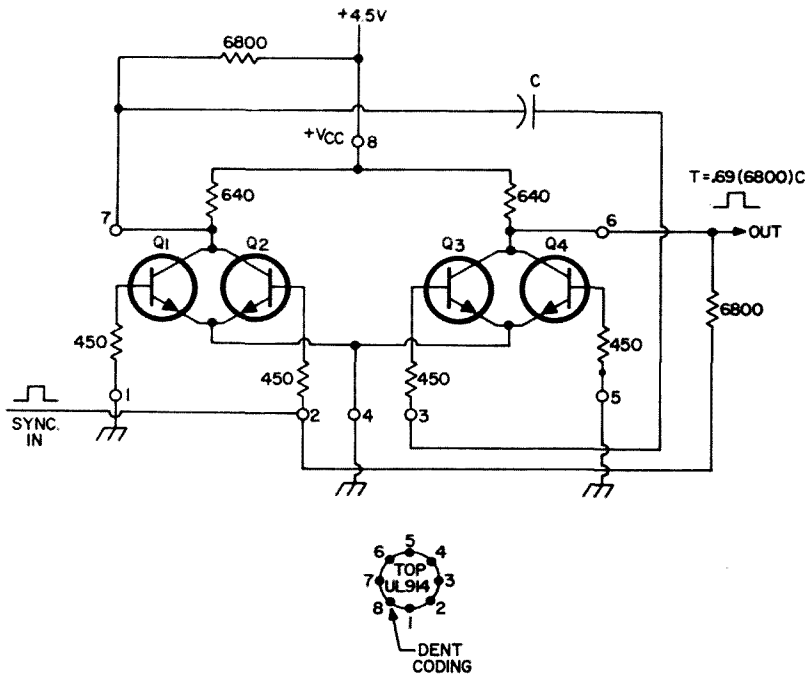 +4.5V
6800
C
+VCC 8
T=.69(6800)C
640
640
7
6
OUT
Q1
Q2
Q3
Q4
6800
450
450
450
450
1
2
4
3
5
SYNC.
IN
5
6
4
TOP
7
3
UL914
8
2
1
DENT
CODING